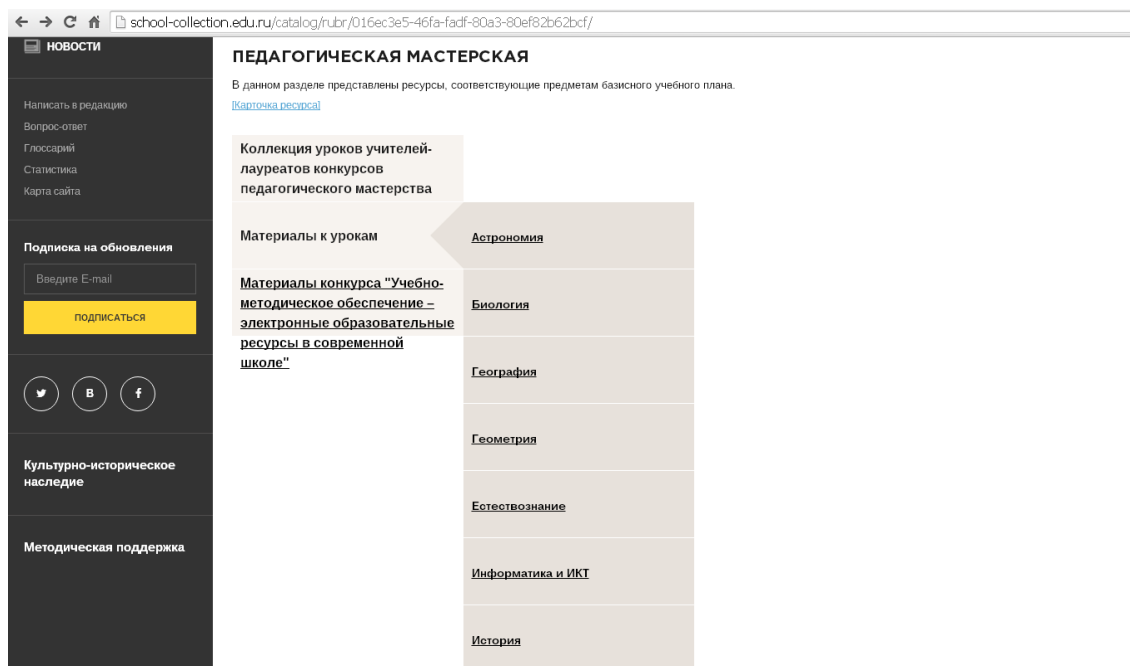 school-collection.edu.ru/catalog/rubr/016ec3e5-46fa-fadf-80a3-80ef82b62bcf/
НОВОСТИ
Написать в редакцию
Вопрос-ответ
Глоссарий
Статистика
Карта сайта
Подписка на обновления
Введите E-mail
ПОДПИСАТЬСЯ
В
f
Культурно-историческое
наследие
Методическая поддержка
ПЕДАГОГИЧЕСКАЯ МАСТЕРСКАЯ
В данном разделе представлены ресурсы, соответствующие предметам базисного учебного плана.
[Карточка ресурса]
Коллекция уроков учителей-
лауреатов конкурсов
педагогического мастерства
Материалы к урокам
Материалы конкурса "Учебно-
методическое обеспечение –
электронные образовательные
ресурсы в современной
школе"
Астрономия
Биология
География
Геометрия
Естествознание
Информатика и ИКТ
История